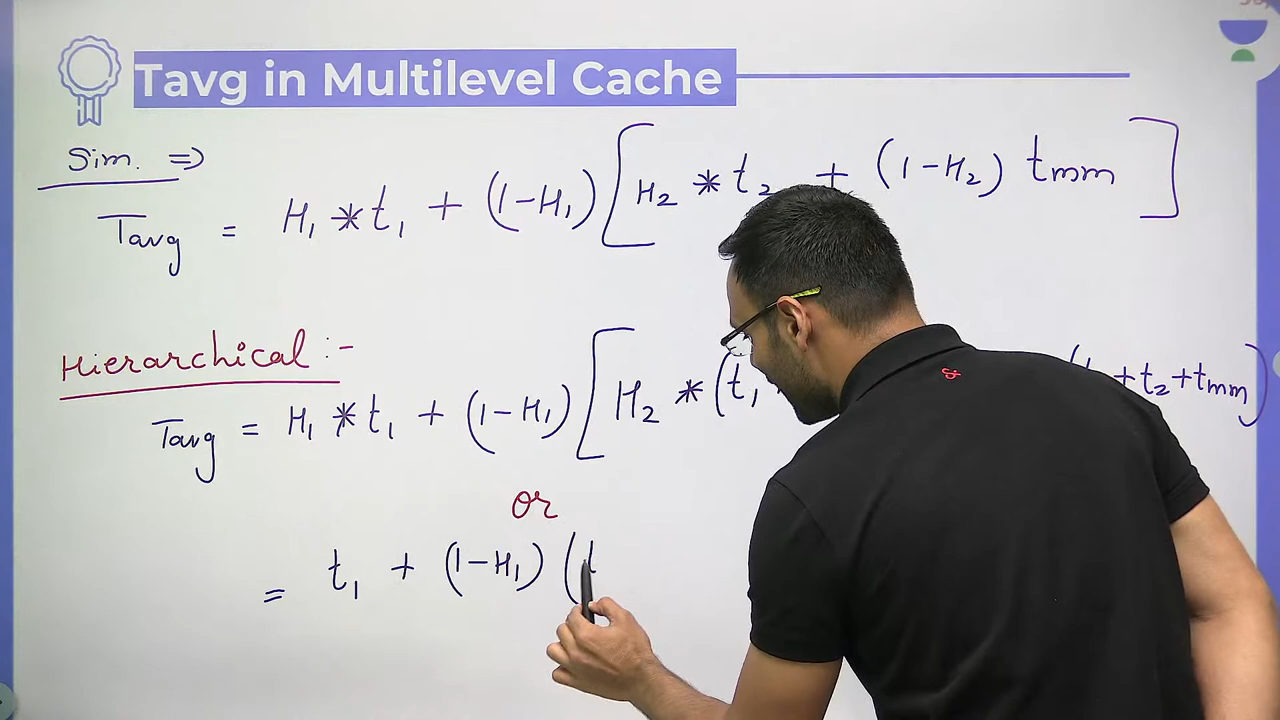 Tavg in Multilevel Cache
Sim. =>
Tavg = H₁ * t₁ + (1-H₁) [ H₂ * t₂ + (1-H₂) tmm ]
Hierarchical :-
Tavg = H₁ * t₁ + (1-H₁) [ H₂ * (t₁ +t₂+tmm)
or
= t₁ + (1-H₁) (t